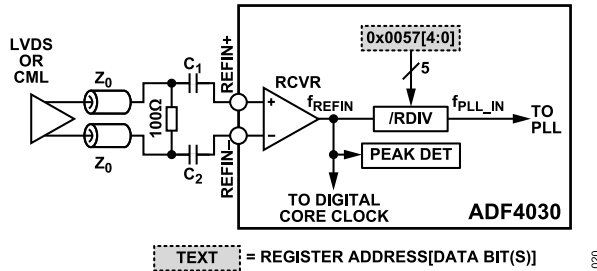 LVDS
OR
CML
Z0
Z0
100Ω
C1
C2
REFIN+
REFIN–
RCVR
+
–
fREFIN
0x0057[4:0]
5
/RDIV
fPLL_IN
TO
PLL
PEAK DET
TO DIGITAL
CORE CLOCK
ADF4030
TEXT = REGISTER ADDRESS[DATA BIT(S)]
020